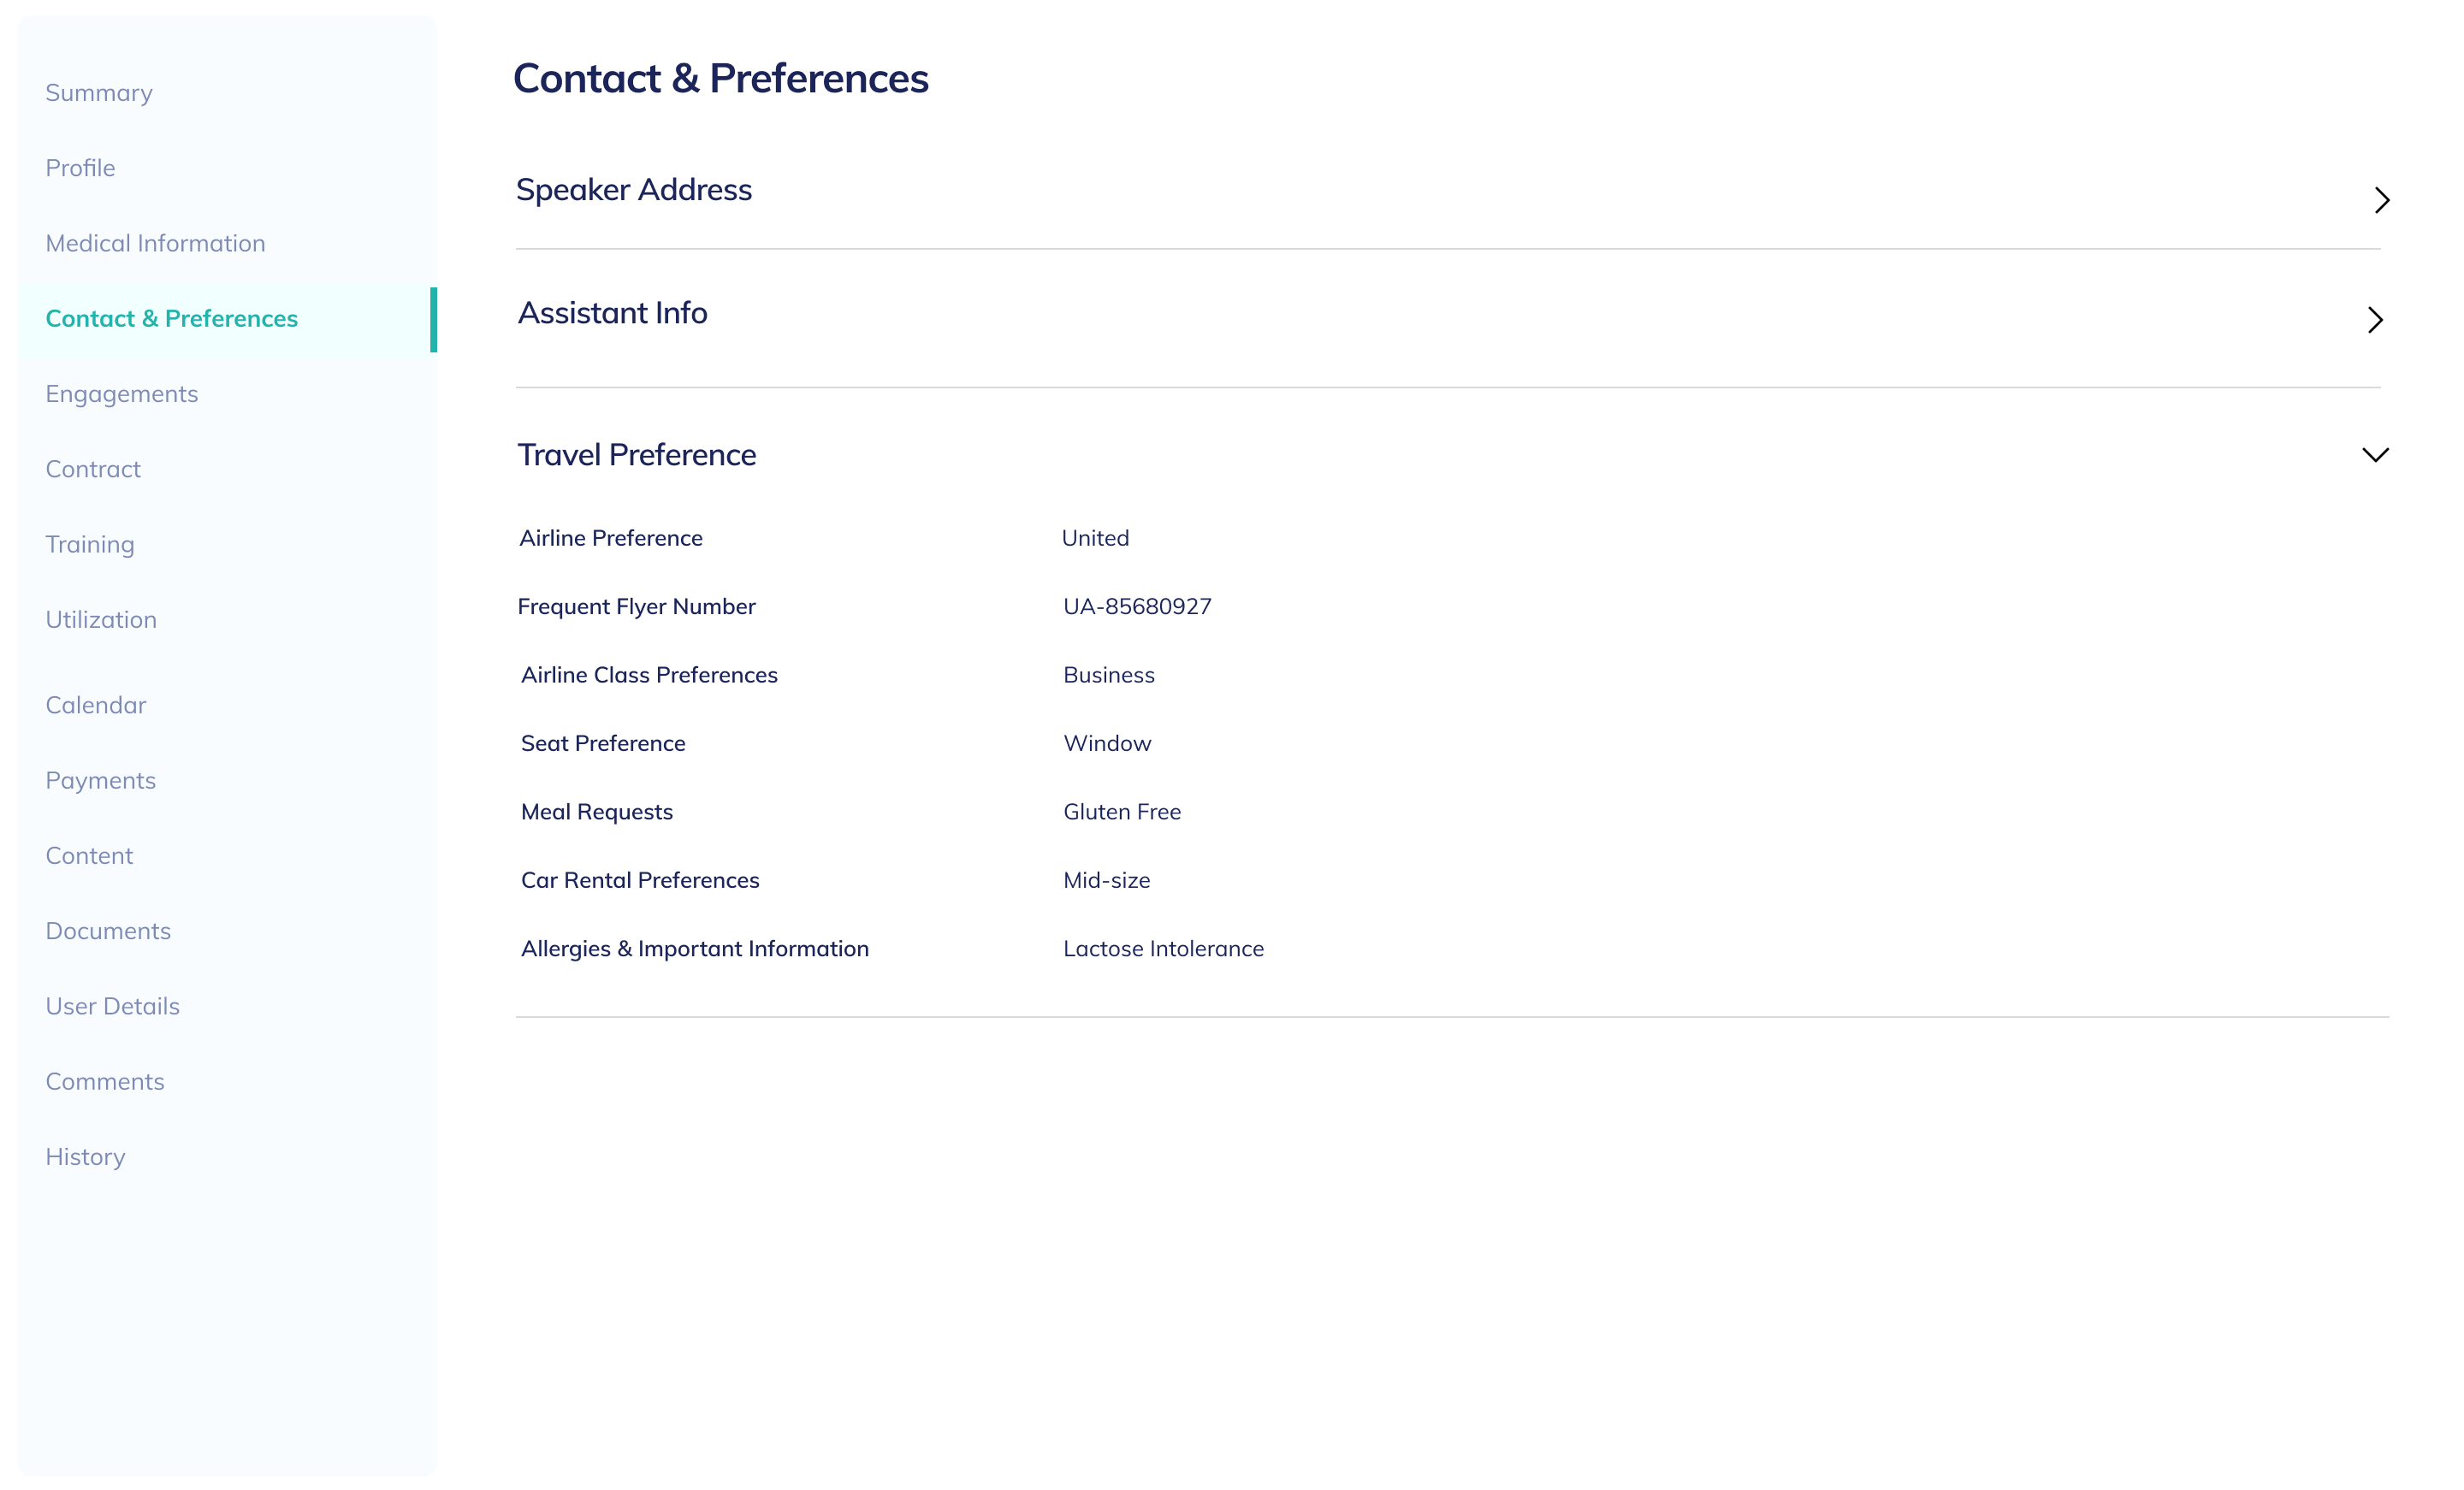 Summary
Profile
Medical Information
Contact & Preferences
Engagements
Contract
Training
Utilization
Calendar
Payments
Content
Documents
User Details
Comments
History
Contact & Preferences
Speaker Address
Assistant Info
Travel Preference
Airline Preference United
Frequent Flyer Number UA-85680927
Airline Class Preferences Business
Seat Preference Window
Meal Requests Gluten Free
Car Rental Preferences Mid-size
Allergies & Important Information Lactose Intolerance